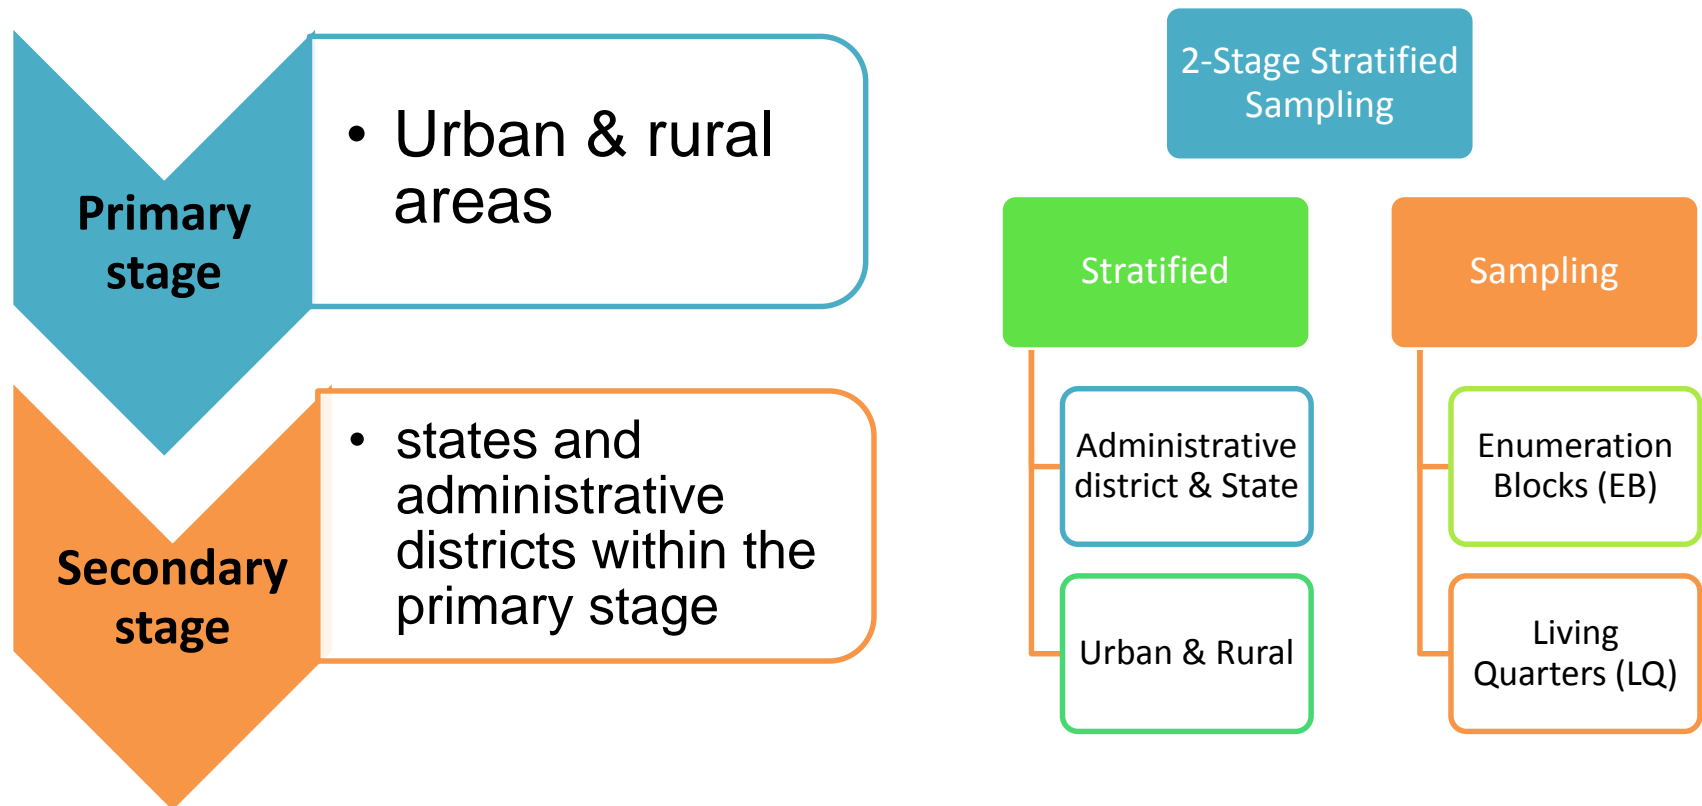 Primary
stage
• Urban & rural
areas
Secondary
stage
• states and
administrative
districts within the
primary stage
2-Stage Stratified
Sampling
Stratified
Administrative
district & State
Urban & Rural
Sampling
Enumeration
Blocks (EB)
Living
Quarters (LQ)